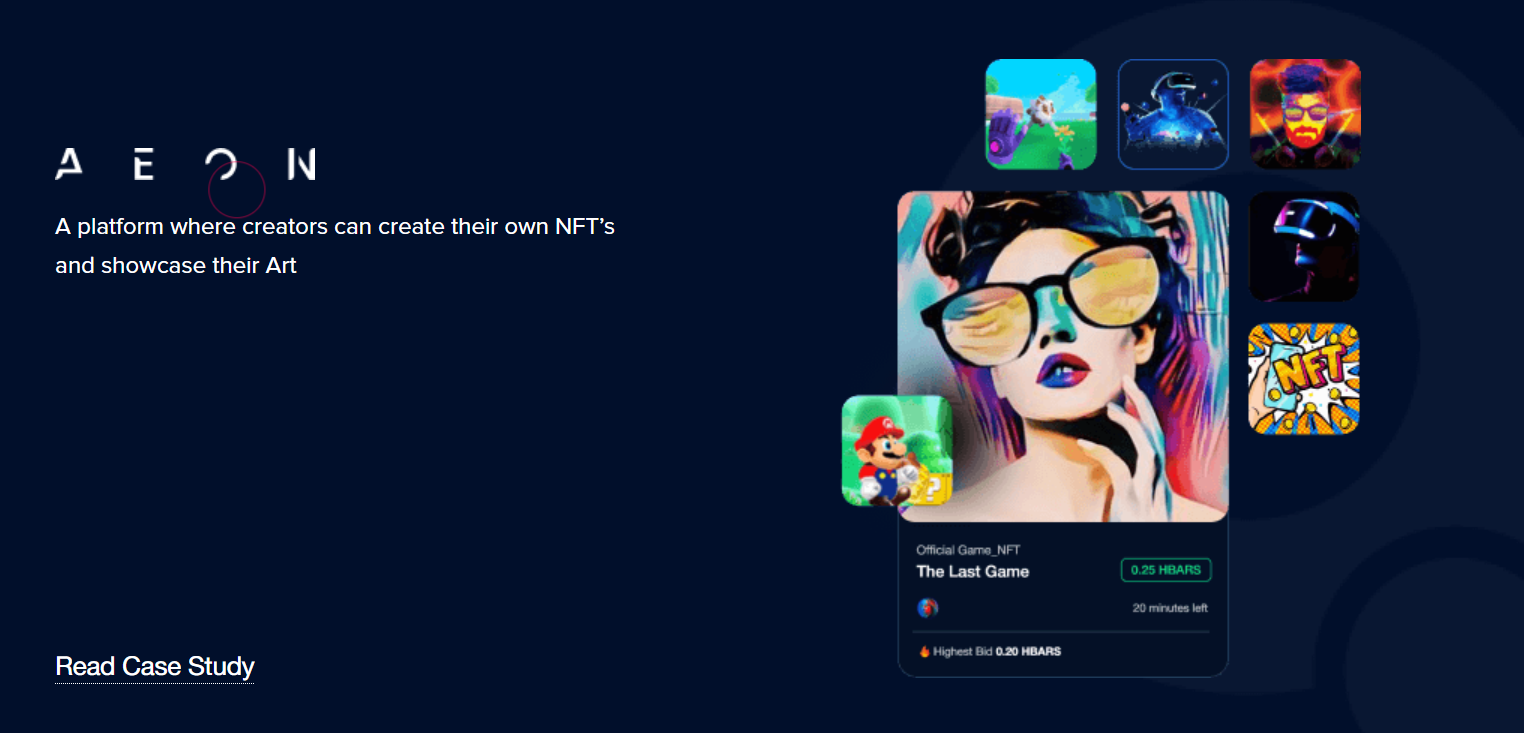 AEON
A platform where creators can create their own NFT’s
and showcase their Art
NFT
?
Official Game_NFT
The Last Game
0.25 HBARS
20 minutes left
Highest Bid 0.20 HBARS
Read Case Study